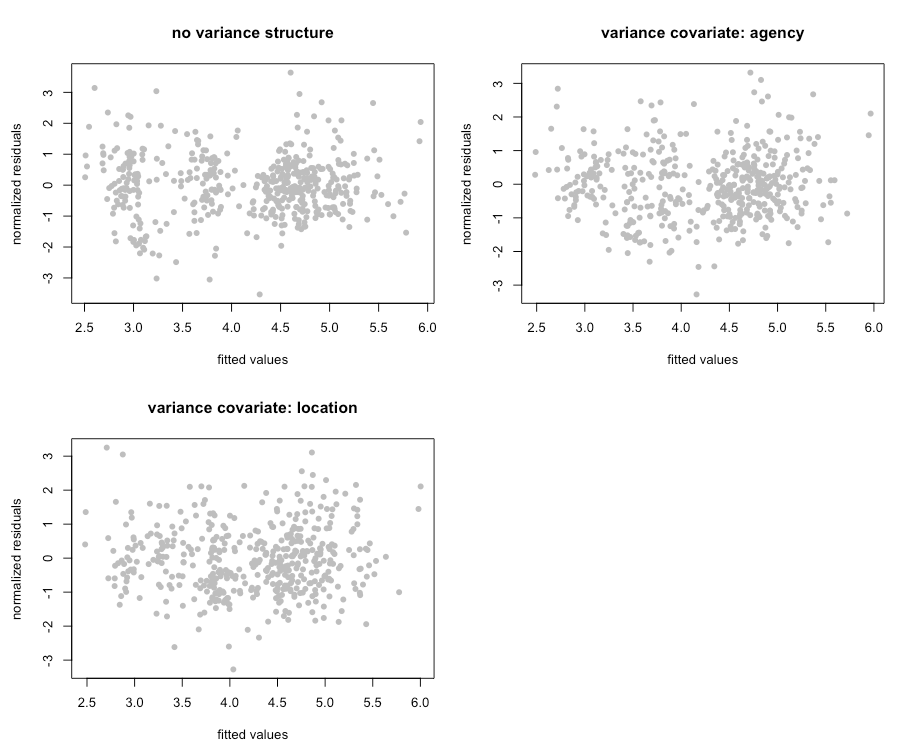 no variance structure
normalized residuals
3
2
1
0
-1
-2
-3
2.5 3.0 3.5 4.0 4.5 5.0 5.5 6.0
fitted values
variance covariate: agency
normalized residuals
3
2
1
0
-1
-2
-3
2.5 3.0 3.5 4.0 4.5 5.0 5.5 6.0
fitted values
variance covariate: location
normalized residuals
3
2
1
0
-1
-2
-3
2.5 3.0 3.5 4.0 4.5 5.0 5.5 6.0
fitted values